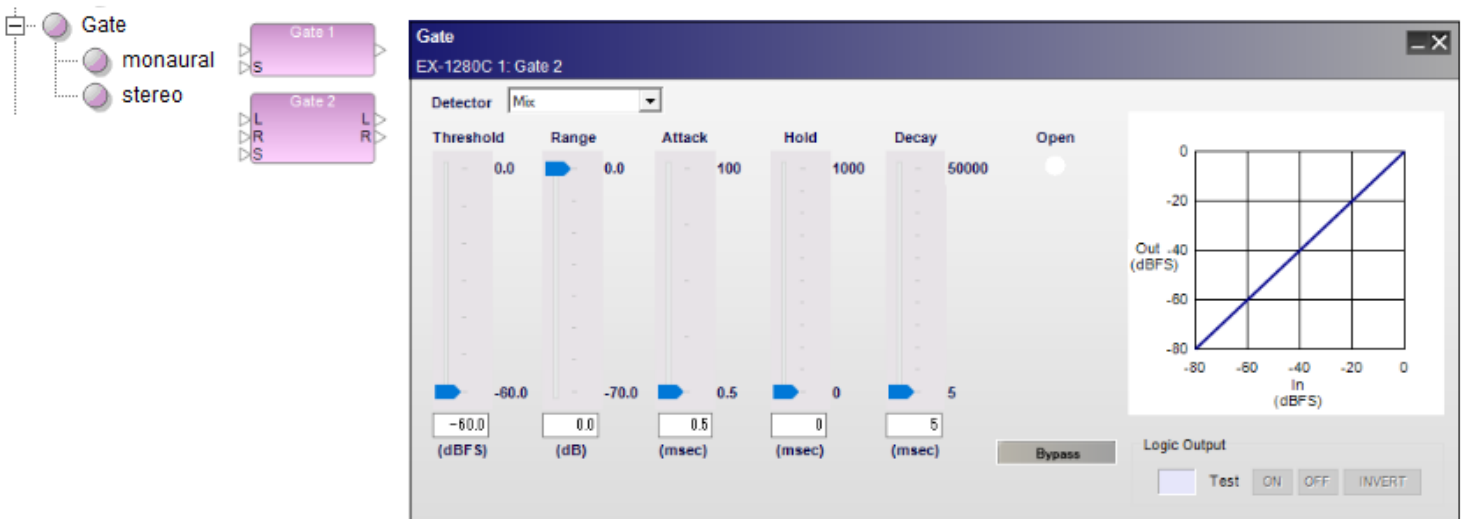 Gate
monaural
stereo
Gate 1
S
Gate 2
L L
R R
S
Gate
EX-1280C 1: Gate 2
Detector Mix
Threshold Range Attack Hold Decay Open
0.0 0.0 100 1000 50000
-60.0 -70.0 0.5 0 5
-60.0 0.0 0.5 0 5
(dBFS) (dB) (msec) (msec) (msec)
Bypass
0
-20
Out -40
(dBFS)
-60
-80
-80 -60 -40 -20 0
In
(dBFS)
Logic Output
Test ON OFF INVERT